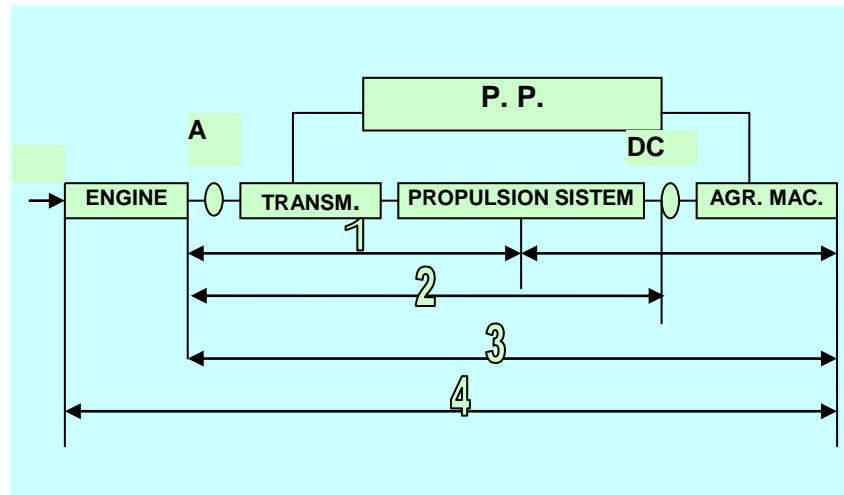 P. P.
A
DC
ENGINE
TRANSM.
PROPULSION SISTEM
AGR. MAC.
1
2
3
4